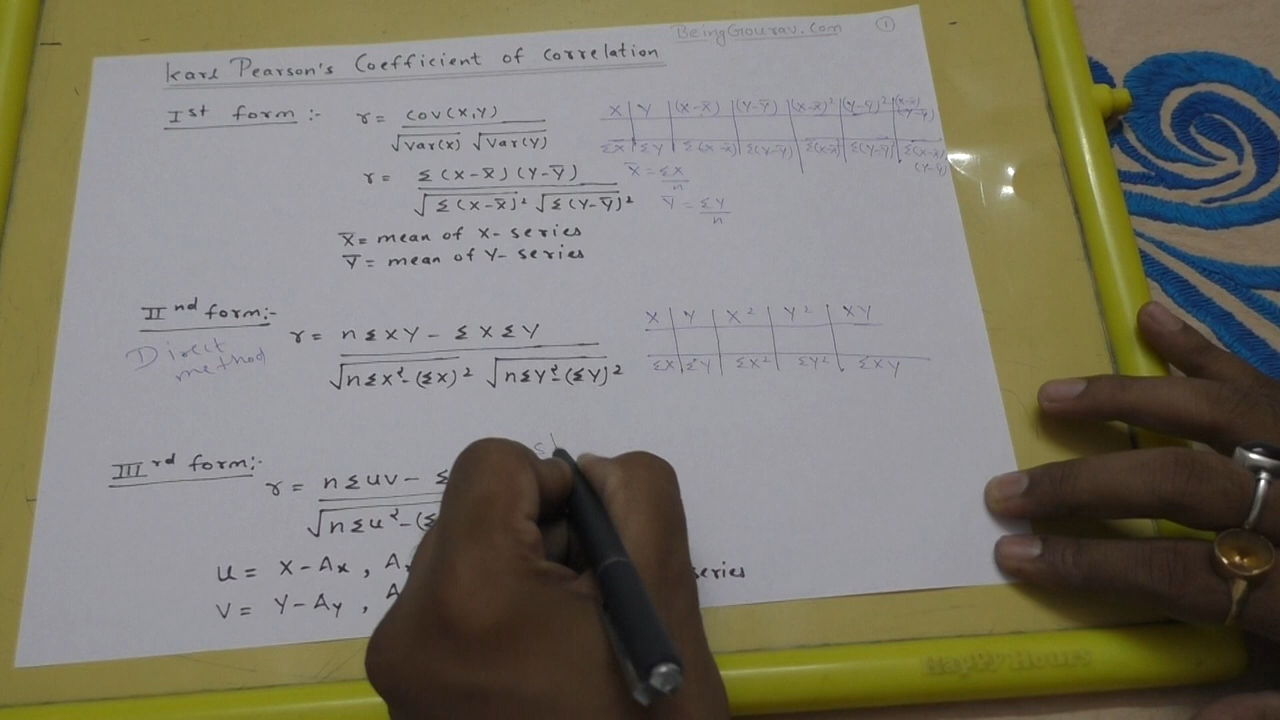 BeingGourav.com ①
Karl Pearson's Coefficient of correlation
Ist form :- r = cov(X,Y)
√var(x) √var(Y)
r = Σ(X-X̄)(Y-Ȳ)
√Σ(X-X̄)² √Σ(Y-Ȳ)²
X̄ = mean of X- series
Ȳ = mean of Y- series
X Y (X-X̄) (Y-Ȳ) (X-X̄)² (Y-Ȳ)² (X-X̄)(Y-Ȳ)
ΣX ΣY Σ(X-X̄) Σ(Y-Ȳ) Σ(X-X̄)² Σ(Y-Ȳ)² Σ(X-X̄)(Y-Ȳ)
X̄ = ΣX
n
Ȳ = ΣY
n
IInd form:-
Direct method
r = nΣXY - ΣXΣY
√nΣX²-(ΣX)² √nΣY²-(ΣY)²
X Y X² Y² XY
ΣX ΣY ΣX² ΣY² ΣXY
IIIrd form:-
r = nΣuv- Σ
√nΣu²-(Σ
u = X-Ax , A
v = Y-Ay , A
series
Happy Hours